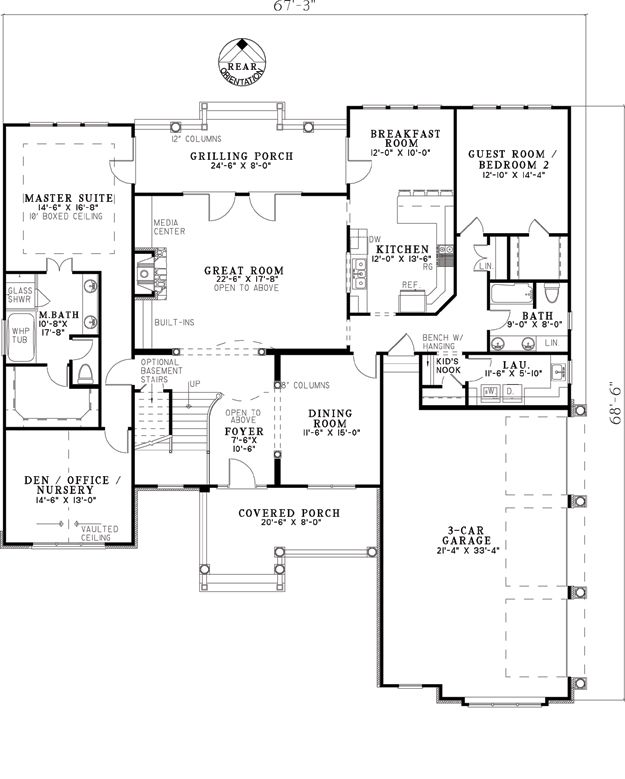 67'-3"
REAR
ORIENTATION
12" COLUMNS
GRILLING PORCH
24'-6" X 8'-0"
BREAKFAST
ROOM
12'-0" X 10'-0"
GUEST ROOM /
BEDROOM 2
12'-10" X 14'-4"
MASTER SUITE
14'-6" X 16'-8"
10' BOXED CEILING
MEDIA
CENTER
GREAT ROOM
22'-6" X 17'-8"
OPEN TO ABOVE
BUILT-INS
DW
KITCHEN
12'-0" X 13'-6"
RG
REF.
LIN.
GLASS
SHWR
M.BATH
10'-8"X
17'-8"
WHP
TUB
BATH
9'-0" X 8'-0"
LIN
BENCH W/
HANGING
KID'S
NOOK
LAU.
11'-6" X 5'-10"
W
D
OPTIONAL
BASEMENT
STAIRS
UP
8" COLUMNS
OPEN TO
ABOVE
FOYER
7'-6"X
10'-6"
DINING
ROOM
11'-6" X 15'-0"
68'-6"
DEN / OFFICE /
NURSERY
14'-6" X 13'-0"
VAULTED
CEILING
COVERED PORCH
20'-6" X 8'-0"
3-CAR
GARAGE
21'-4" X 33'-4"